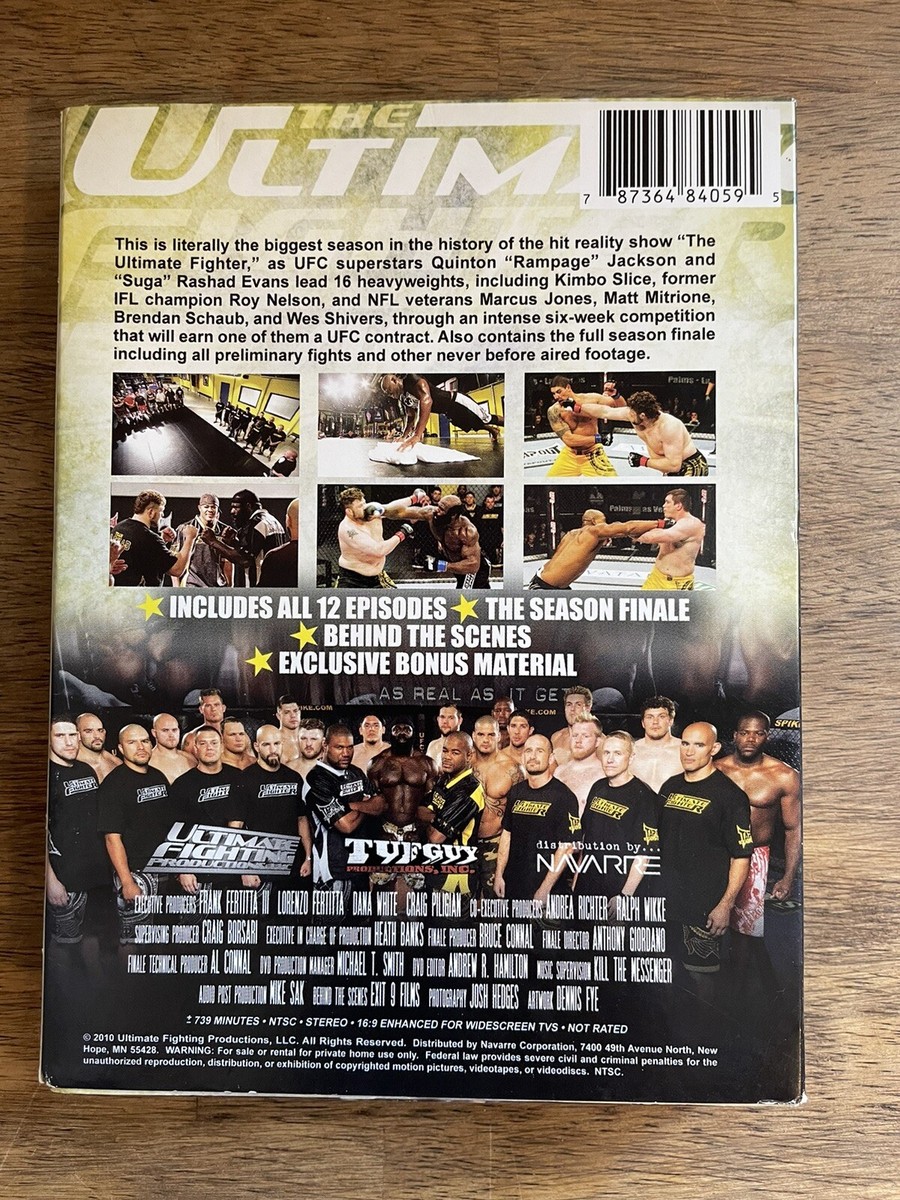 THE
ULTIM
FIGHT
7 87364 84059 5
This is literally the biggest season in the history of the hit reality show “The
Ultimate Fighter,” as UFC superstars Quinton “Rampage” Jackson and
“Suga” Rashad Evans lead 16 heavyweights, including Kimbo Slice, former
IFL champion Roy Nelson, and NFL veterans Marcus Jones, Matt Mitrione,
Brendan Schaub, and Wes Shivers, through an intense six-week competition
that will earn one of them a UFC contract. Also contains the full season finale
including all preliminary fights and other never before aired footage.
INCLUDES ALL 12 EPISODES THE SEASON FINALE
BEHIND THE SCENES
EXCLUSIVE BONUS MATERIAL
AS REAL AS IT GET
IKE.COM
E.COM
SPIKE
ULTIMATE
FIGHTING
PRODUCTIONS
TUFGUY
PRODUCTIONS, INC.
distribution by...
NAVARRE
EXECUTIVE PRODUCERS FRANK FERTITTA III LORENZO FERTITTA DANA WHITE CRAIG PILIGIAN CO-EXECUTIVE PRODUCERS ANDREA RICHTER RALPH WIKKE
SUPERVISING PRODUCER CRAIG BORSARI EXECUTIVE IN CHARGE OF PRODUCTION HEATH BANKS FINALE PRODUCER BRUCE CONNAL FINALE DIRECTOR ANTHONY GIORDANO
FINALE TECHNICAL PRODUCER AL CONNAL DVD PRODUCTION MANAGER MICHAEL T. SMITH DVD EDITOR ANDREW R. HAMILTON MUSIC SUPERVISION KILL THE MESSENGER
AUDIO POST PRODUCTION MIKE SAK BEHIND THE SCENES EXIT 9 FILMS PHOTOGRAPHY JOSH HEDGES ARTWORK DENNIS FYE
± 739 MINUTES • NTSC • STEREO • 16:9 ENHANCED FOR WIDESCREEN TVS • NOT RATED
© 2010 Ultimate Fighting Productions, LLC. All Rights Reserved. Distributed by Navarre Corporation, 7400 49th Avenue North, New
Hope, MN 55428. WARNING: For sale or rental for private home use only. Federal law provides severe civil and criminal penalties for the
unauthorized reproduction, distribution, or exhibition of copyrighted motion pictures, videotapes, or videodiscs. NTSC.